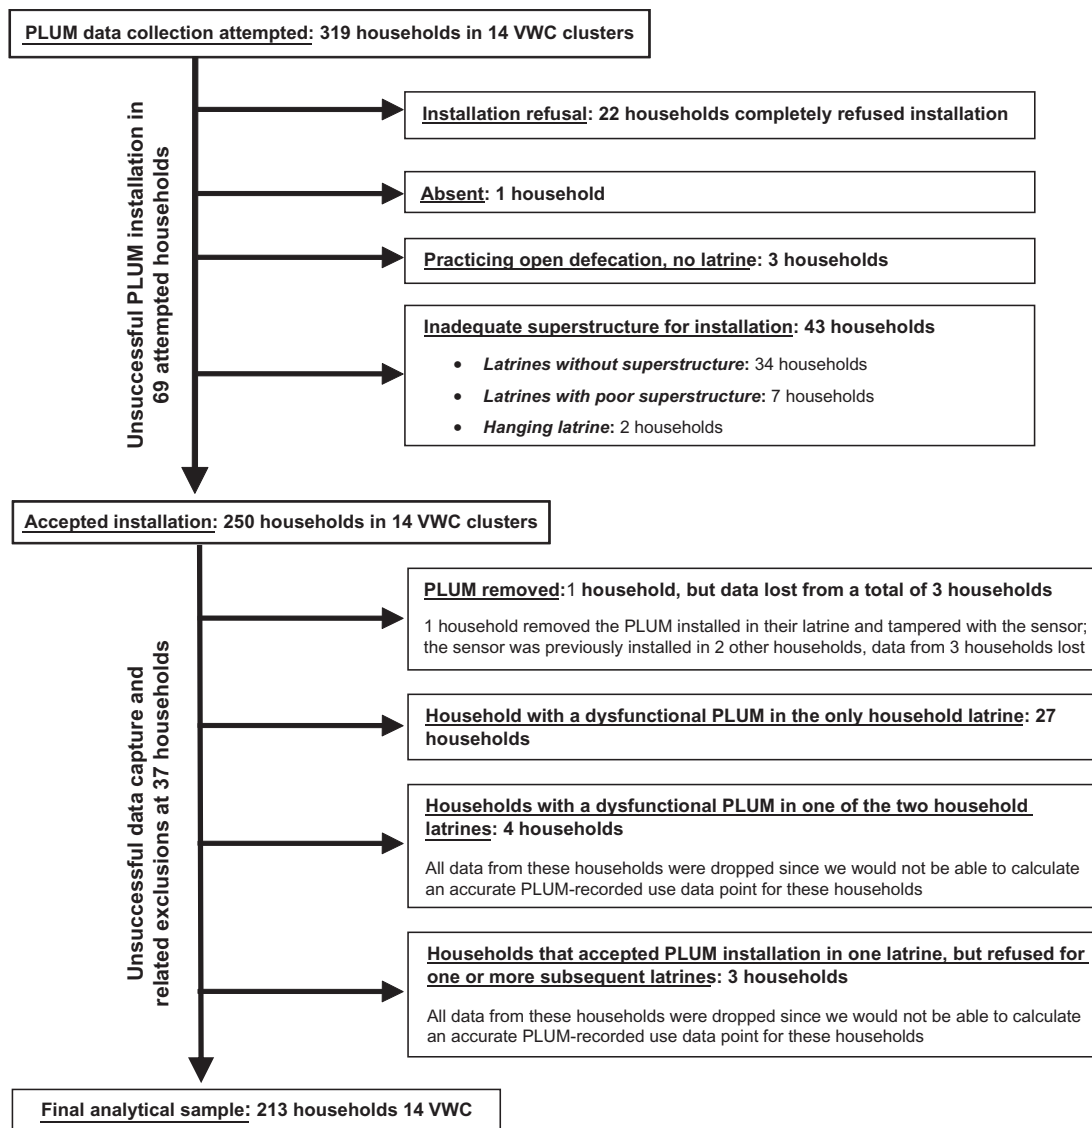 PLUM data collection attempted: 319 households in 14 VWC clusters
Unsuccessful PLUM installation in
69 attempted households
Installation refusal: 22 households completely refused installation
Absent: 1 household
Practicing open defecation, no latrine: 3 households
Inadequate superstructure for installation: 43 households
• Latrines without superstructure: 34 households
• Latrines with poor superstructure: 7 households
• Hanging latrine: 2 households
Accepted installation: 250 households in 14 VWC clusters
Unsuccessful data capture and
related exclusions at 37 households
PLUM removed:1 household, but data lost from a total of 3 households
1 household removed the PLUM installed in their latrine and tampered with the sensor;
the sensor was previously installed in 2 other households, data from 3 households lost
Household with a dysfunctional PLUM in the only household latrine: 27
households
Households with a dysfunctional PLUM in one of the two household
latrines: 4 households
All data from these households were dropped since we would not be able to calculate
an accurate PLUM-recorded use data point for these households
Households that accepted PLUM installation in one latrine, but refused for
one or more subsequent latrines: 3 households
All data from these households were dropped since we would not be able to calculate
an accurate PLUM-recorded use data point for these households
Final analytical sample: 213 households 14 VWC